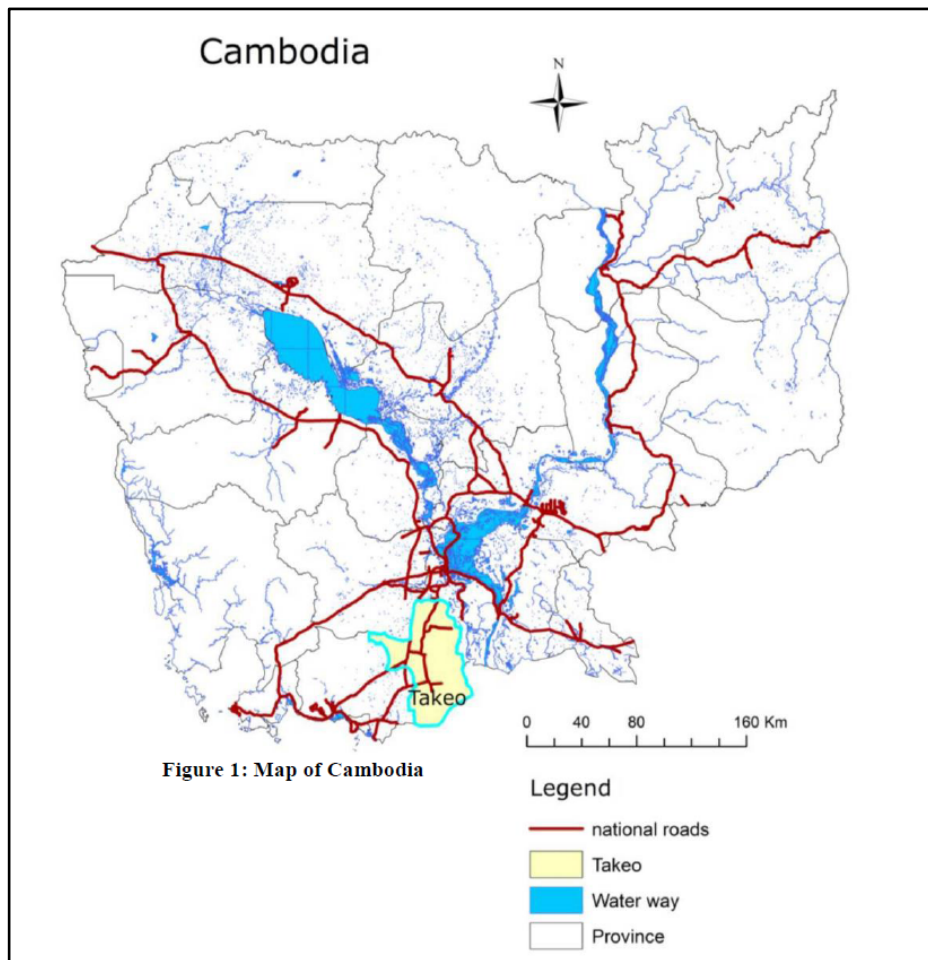 Cambodia
N
Takeo
0 40 80 160 Km
Figure 1: Map of Cambodia
Legend
national roads
Takeo
Water way
Province